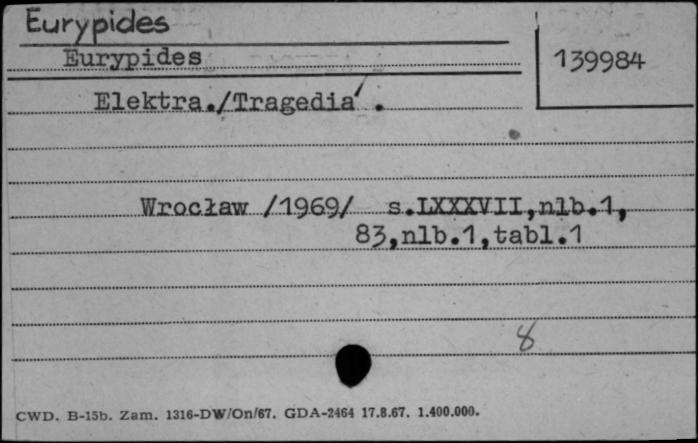 Eurypides
Eurypides
139984
Elektra./Tragedia/.
Wrocław /1969/ s.LXXXVII,nlb.1,
83,nlb.1,tabl.1
8
CWD. B-15b. Zam. 1316-DW/On/67. GDA-2464 17.8.67. 1.400.000.